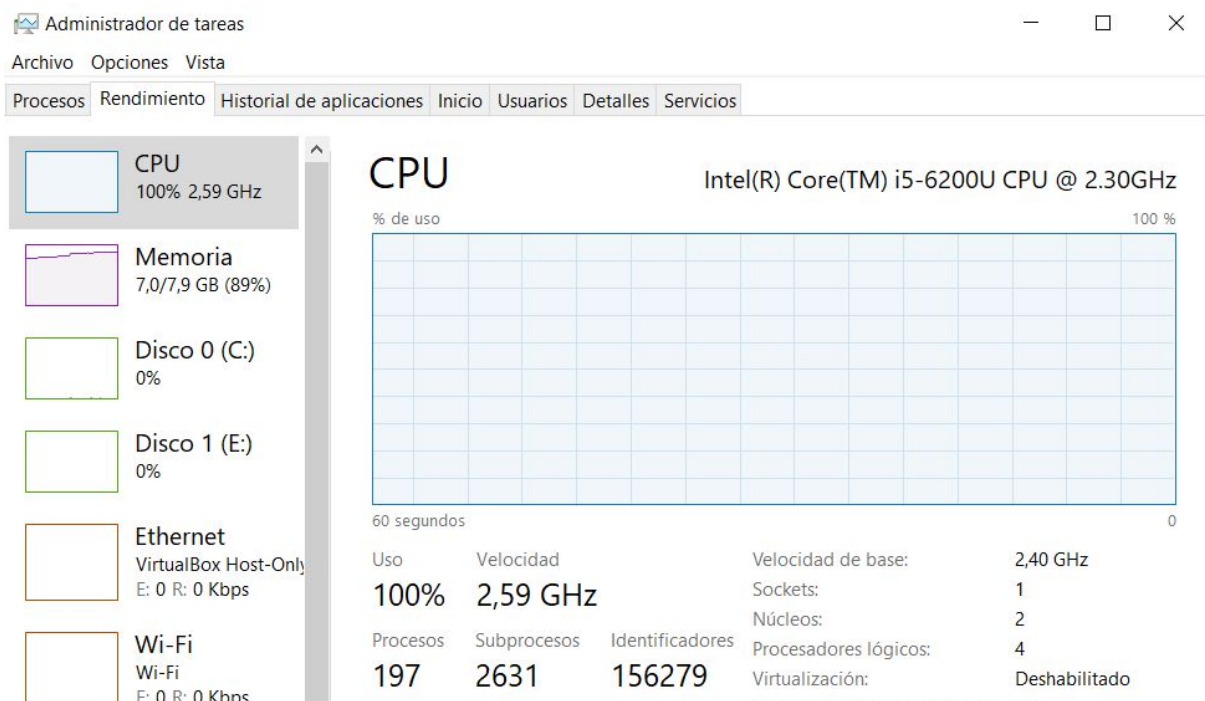 Administrador de tareas
Archivo Opciones Vista
Procesos Rendimiento Historial de aplicaciones Inicio Usuarios Detalles Servicios
CPU
100% 2,59 GHz
Memoria
7,0/7,9 GB (89%)
Disco 0 (C:)
0%
Disco 1 (E:)
0%
Ethernet
VirtualBox Host-Only
E: 0 R: 0 Kbps
Wi-Fi
Wi-Fi
E: 0 R: 0 Kbps
CPU Intel(R) Core(TM) i5-6200U CPU @ 2.30GHz
% de uso 100 %
60 segundos 0
Uso Velocidad
100% 2,59 GHz
Procesos Subprocesos Identificadores
197 2631 156279
Velocidad de base: 2,40 GHz
Sockets: 1
Núcleos: 2
Procesadores lógicos: 4
Virtualización: Deshabilitado